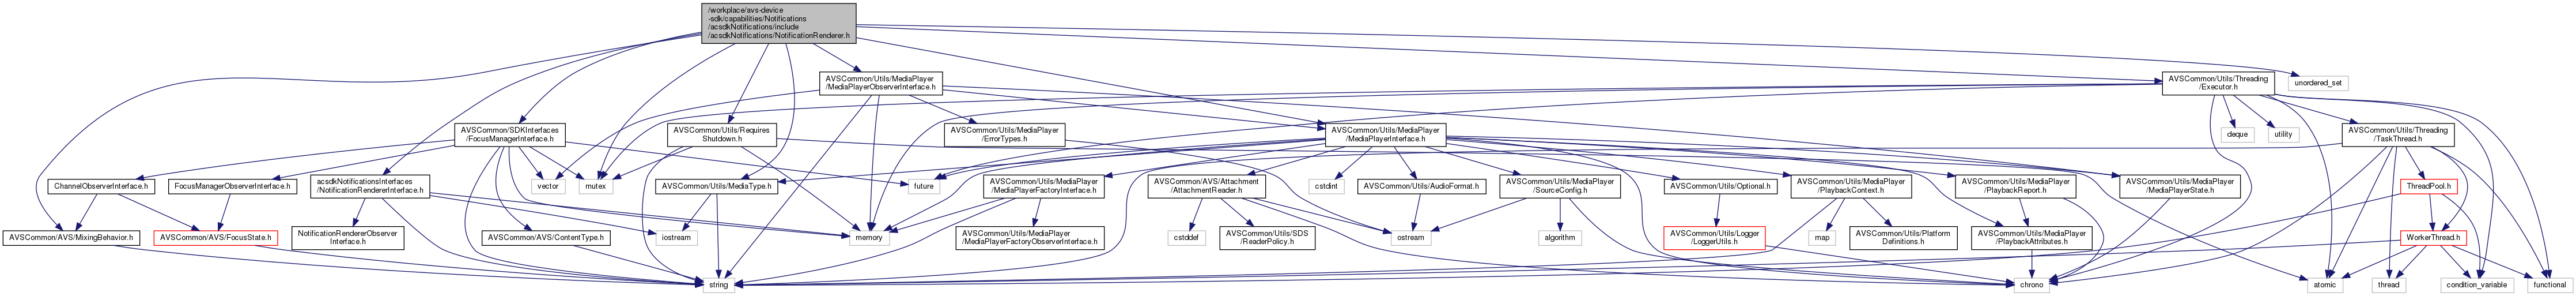 /workplace/avs-device
-sdk/capabilities/Notifications
/acsdkNotifications/include
/acsdkNotifications/NotificationRenderer.h
AVSCommon/Utils/MediaPlayer
/MediaPlayerObserverInterface.h
AVSCommon/Utils/Threading
/Executor.h
unordered_set
AVSCommon/SDKInterfaces
/FocusManagerInterface.h
AVSCommon/Utils/Requires
Shutdown.h
AVSCommon/Utils/MediaPlayer
/ErrorTypes.h
AVSCommon/Utils/MediaPlayer
/MediaPlayerInterface.h
deque
utility
AVSCommon/Utils/Threading
/TaskThread.h
ChannelObserverInterface.h
FocusManagerObserverInterface.h
acsdkNotificationsInterfaces
/NotificationRendererInterface.h
vector
mutex
AVSCommon/Utils/MediaType.h
future
AVSCommon/Utils/MediaPlayer
/MediaPlayerFactoryInterface.h
AVSCommon/AVS/Attachment
/AttachmentReader.h
cstdint
AVSCommon/Utils/AudioFormat.h
AVSCommon/Utils/MediaPlayer
/SourceConfig.h
AVSCommon/Utils/Optional.h
AVSCommon/Utils/MediaPlayer
/PlaybackContext.h
AVSCommon/Utils/MediaPlayer
/PlaybackReport.h
AVSCommon/Utils/MediaPlayer
/MediaPlayerState.h
ThreadPool.h
AVSCommon/AVS/MixingBehavior.h
AVSCommon/AVS/FocusState.h
NotificationRendererObserver
Interface.h
AVSCommon/AVS/ContentType.h
iostream
memory
AVSCommon/Utils/MediaPlayer
/MediaPlayerFactoryObserverInterface.h
cstddef
AVSCommon/Utils/SDS
/ReaderPolicy.h
ostream
algorithm
AVSCommon/Utils/Logger
/LoggerUtils.h
map
AVSCommon/Utils/Platform
Definitions.h
AVSCommon/Utils/MediaPlayer
/PlaybackAttributes.h
WorkerThread.h
string
chrono
atomic
thread
condition_variable
functional